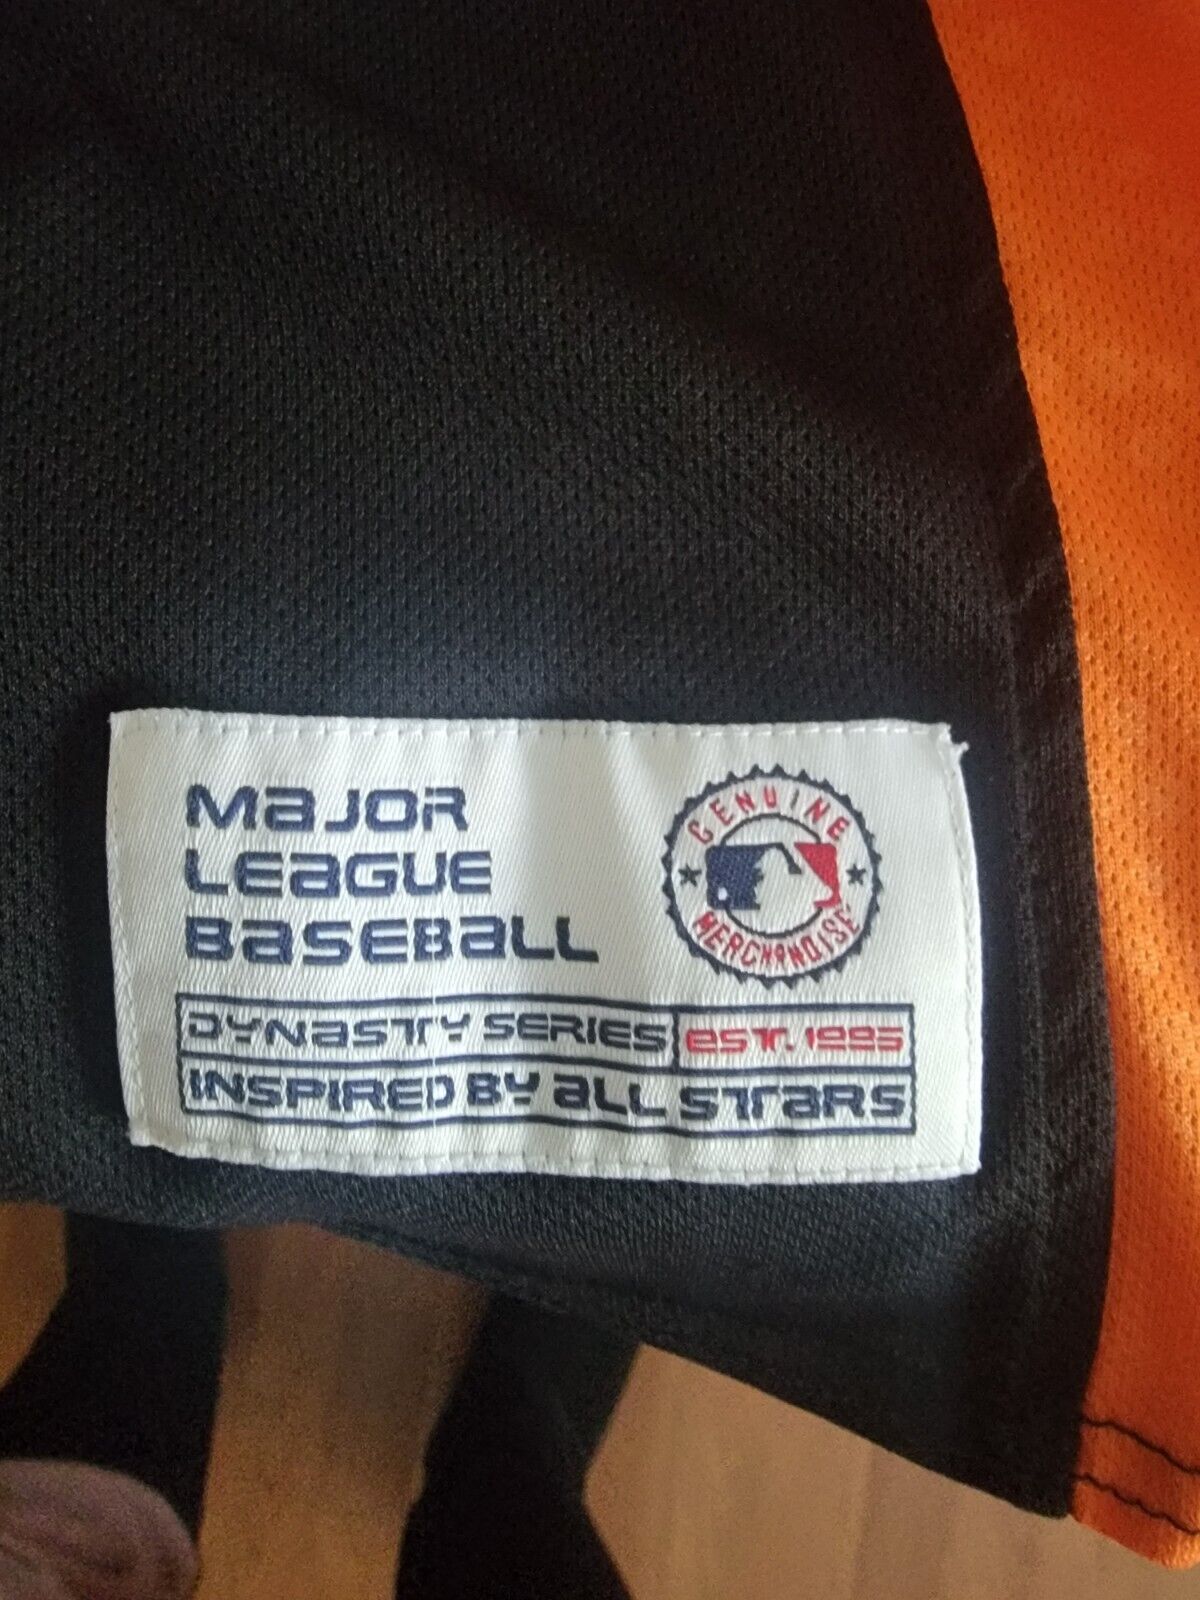 MaJOR
LEaGUE
BaSEBaLL
GENUINE
MERCHANDISE
DYNaSTY SERIES
eST. 1995
INSPIRED BY aLL STaRS